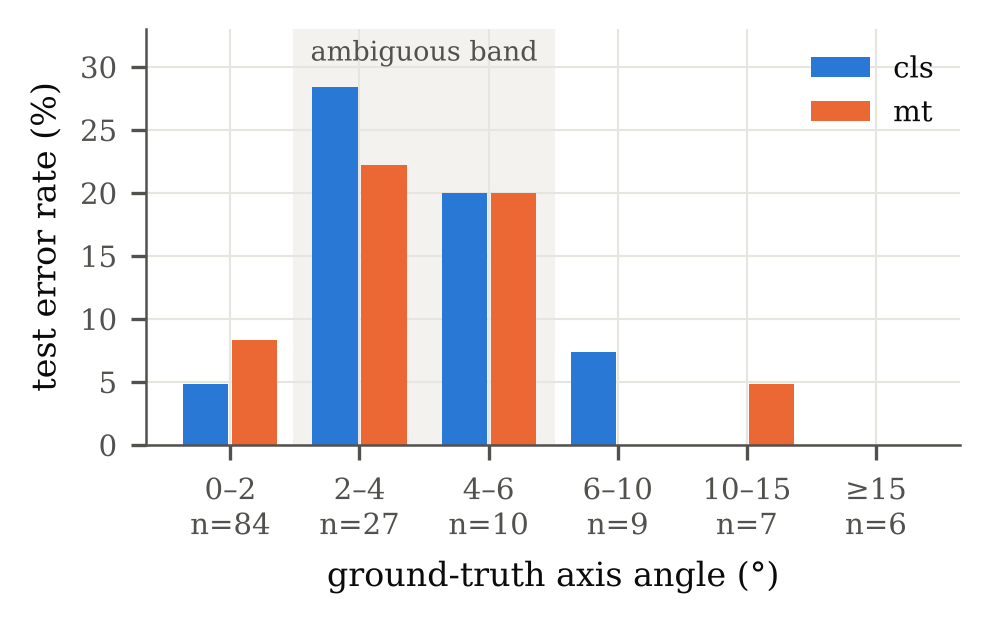 ambiguous band
cls
mt
test error rate (%)
30
25
20
15
10
5
0
0–2 2–4 4–6 6–10 10–15 ≥15
n=84 n=27 n=10 n=9 n=7 n=6
ground-truth axis angle (°)